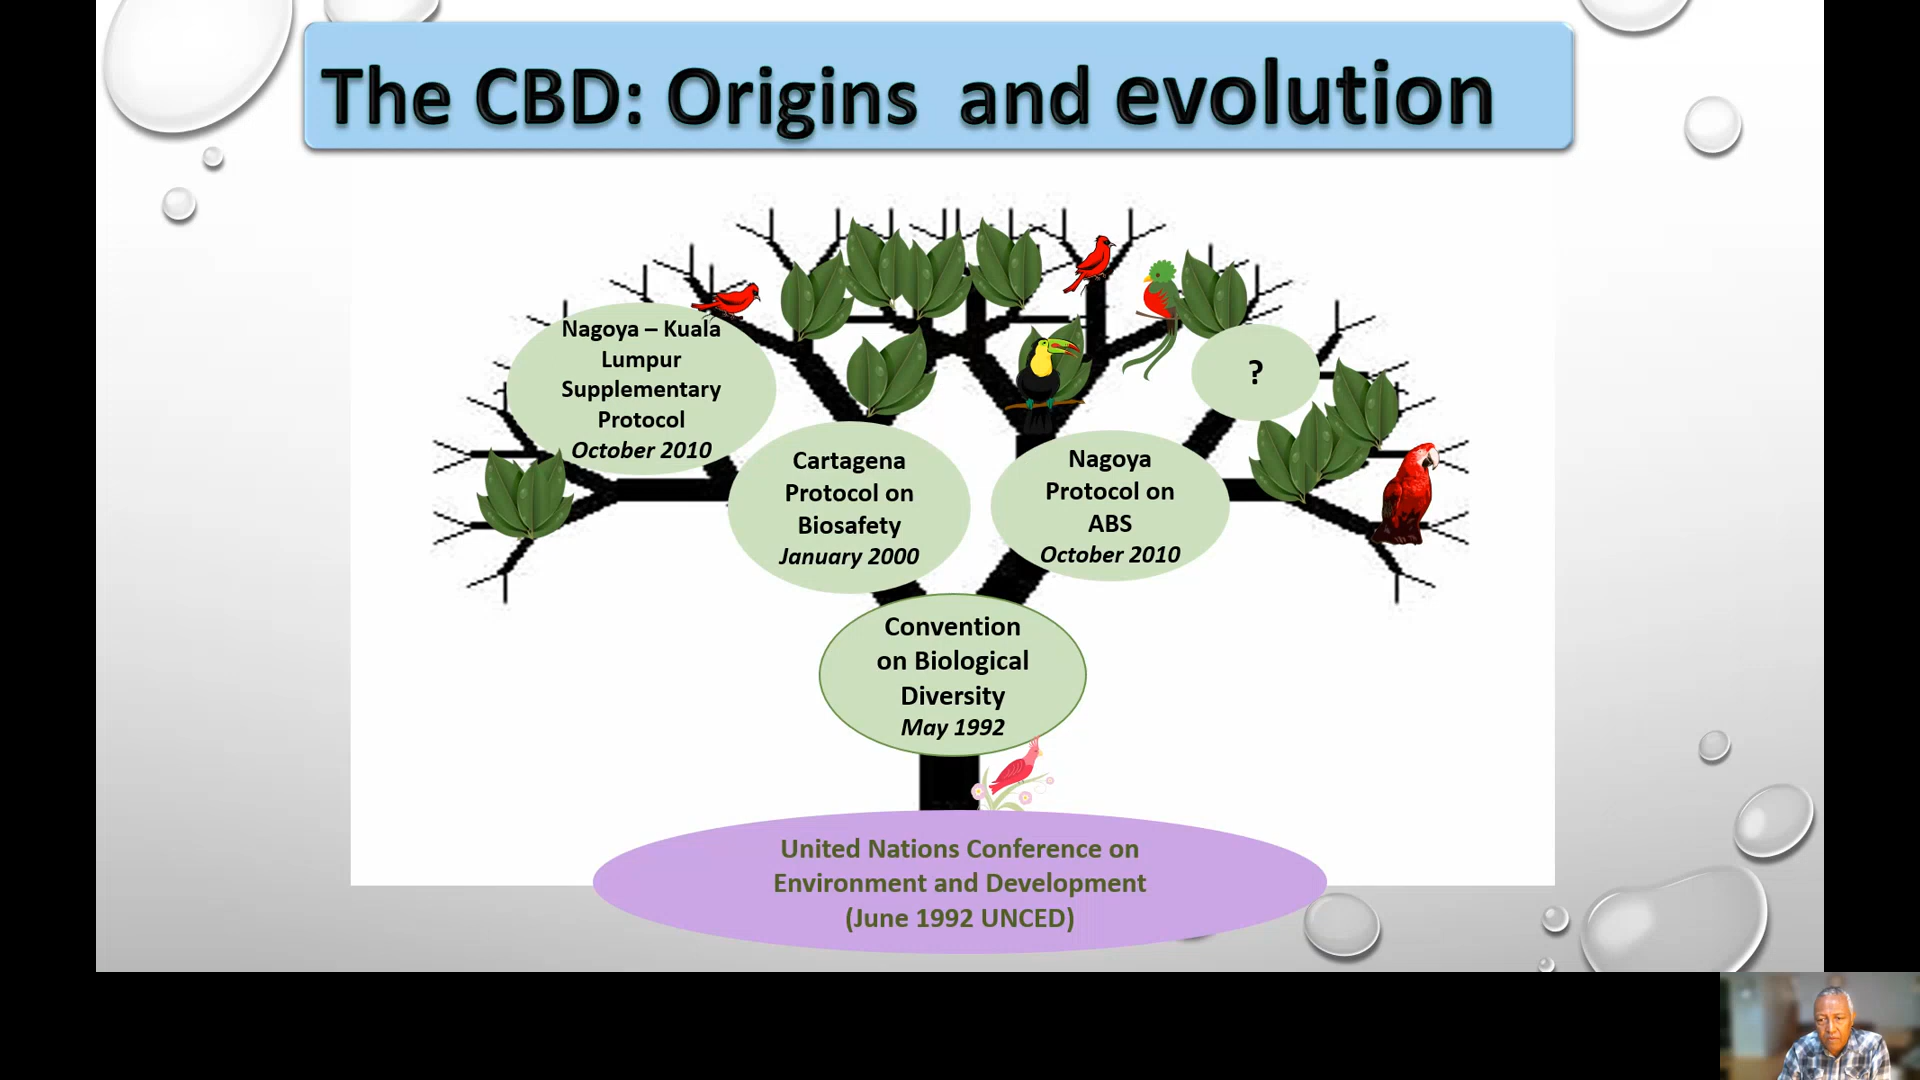 The CBD: Origins and evolution
Nagoya – Kuala
Lumpur
Supplementary
Protocol
October 2010
?
Cartagena
Protocol on
Biosafety
January 2000
Nagoya
Protocol on
ABS
October 2010
Convention
on Biological
Diversity
May 1992
United Nations Conference on
Environment and Development
(June 1992 UNCED)